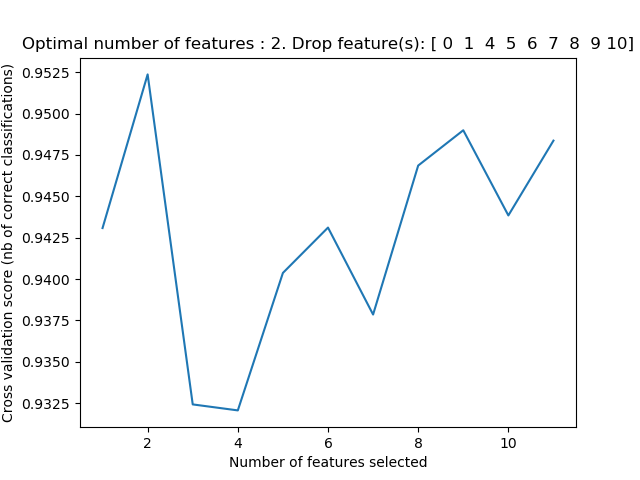 Optimal number of features : 2. Drop feature(s): [ 0  1  4  5  6  7  8  9 10]
Cross validation score (nb of correct classifications)
0.9525
0.9500
0.9475
0.9450
0.9425
0.9400
0.9375
0.9350
0.9325
2 4 6 8 10
Number of features selected